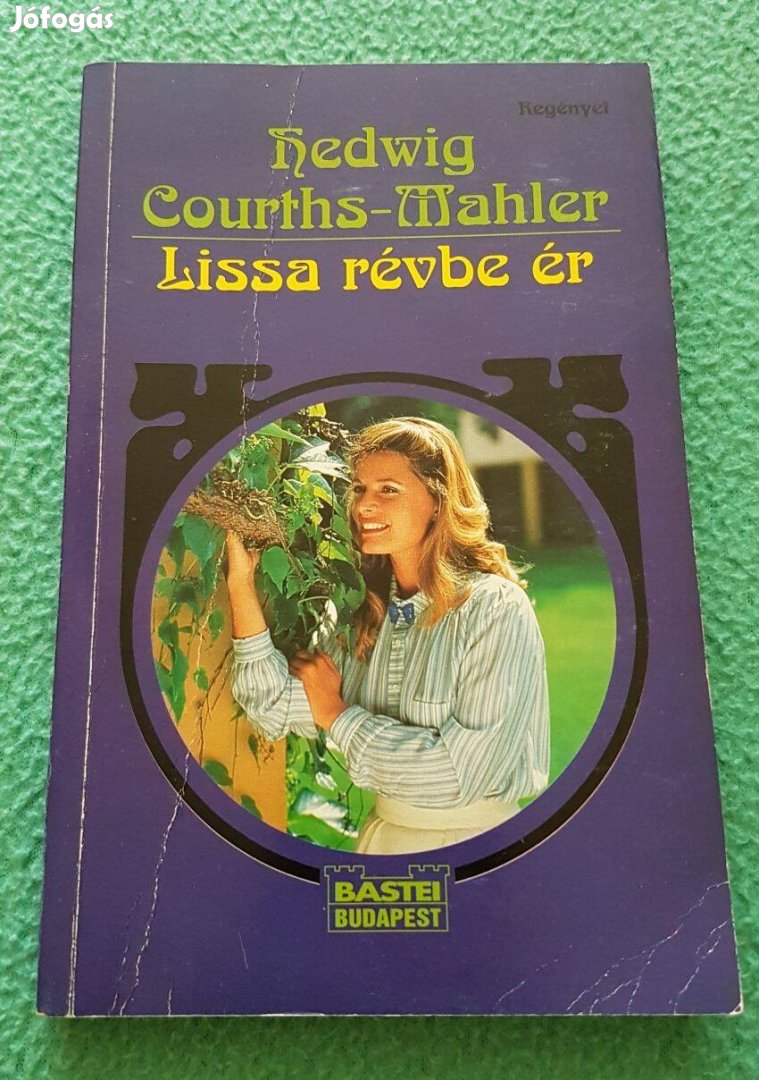 Jófogás
Regényei
Hedwig
Courths-Mahler
Lissa révbe ér
BASTEI
BUDAPEST